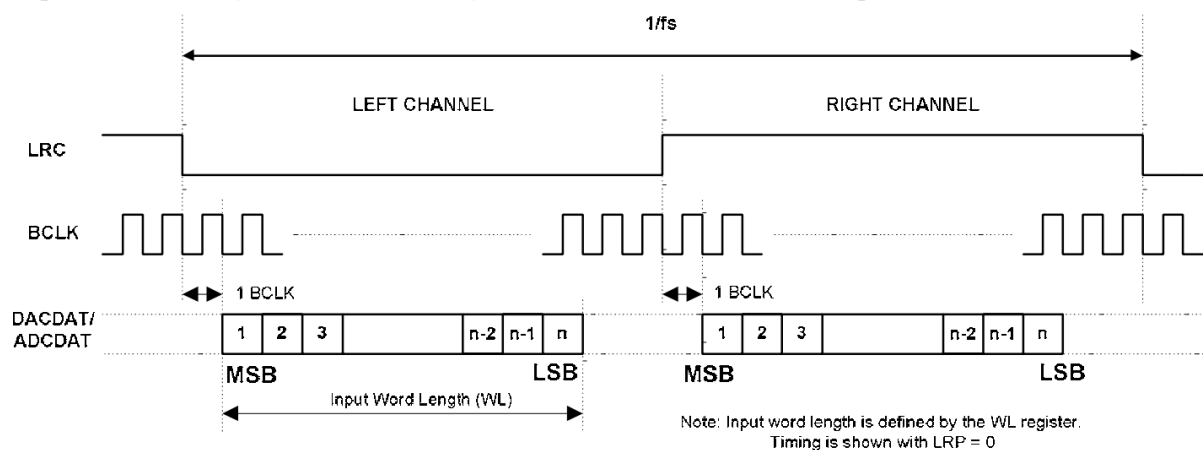 1/fs
LEFT CHANNEL RIGHT CHANNEL
LRC
BCLK
1 BCLK 1 BCLK
DACDAT/
ADCDAT
1 2 3 n-2 n-1 n 1 2 3 n-2 n-1 n
MSB LSB MSB LSB
Input Word Length (WL)
Note: Input word length is defined by the WL register.
Timing is shown with LRP = 0